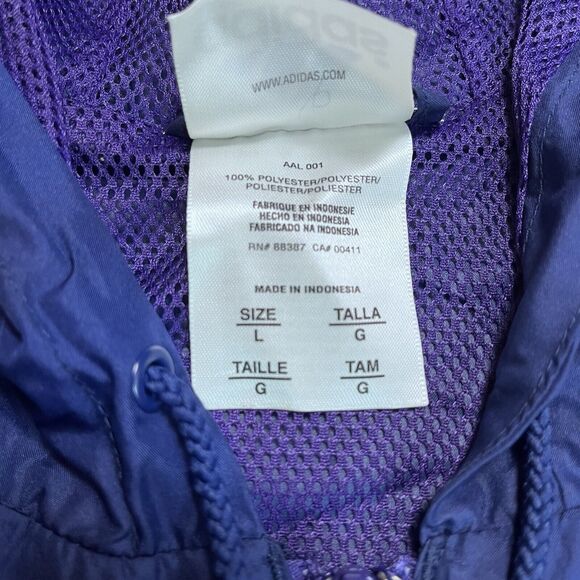 adidas
WWW.ADIDAS.COM
AAL 001
100% POLYESTER/POLYESTER/
POLIESTER/POLIESTER
FABRIQUE EN INDONESIE
HECHO EN INDONESIA
FABRICADO NA INDONESIA
RN# 88387 CA# 00411
MADE IN INDONESIA
SIZE TALLA
L G
TAILLE TAM
G G